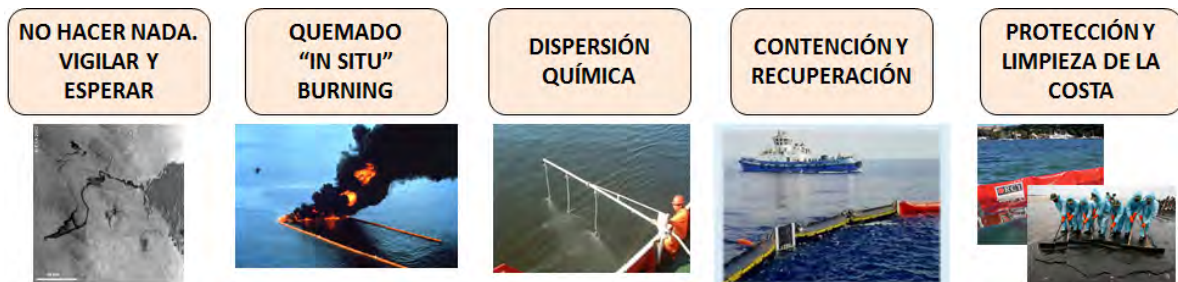 NO HACER NADA.
VIGILAR Y
ESPERAR
QUEMADO
“IN SITU”
BURNING
DISPERSIÓN
QUÍMICA
CONTENCIÓN Y
RECUPERACIÓN
PROTECCIÓN Y
LIMPIEZA DE LA
COSTA